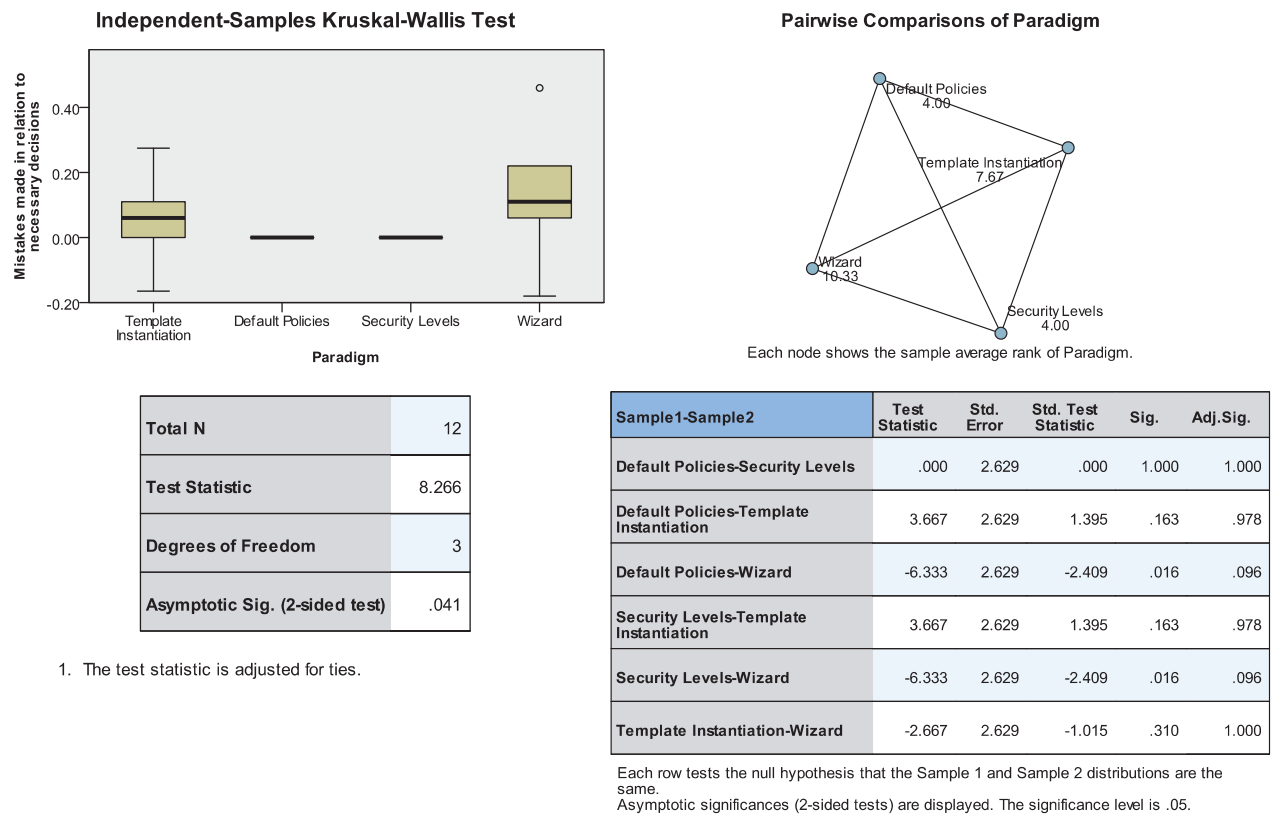 Independent-Samples Kruskal-Wallis Test
Mistakes made in relation to
necessary decisions
0.40
0.20
0.00
-0.20
Template
Instantiation
Default Policies
Security Levels
Wizard
Paradigm
Total N 12
Test Statistic 8.266
Degrees of Freedom 3
Asymptotic Sig. (2-sided test) .041
1. The test statistic is adjusted for ties.
Pairwise Comparisons of Paradigm
Default Policies
4.00
Template Instantiation
7.67
Wizard
10.33
Security Levels
4.00
Each node shows the sample average rank of Paradigm.
Sample1-Sample2
Test
Statistic
Std.
Error
Std. Test
Statistic
Sig.
Adj.Sig.
Default Policies-Security Levels .000 2.629 .000 1.000 1.000
Default Policies-Template
Instantiation
3.667 2.629 1.395 .163 .978
Default Policies-Wizard -6.333 2.629 -2.409 .016 .096
Security Levels-Template
Instantiation
3.667 2.629 1.395 .163 .978
Security Levels-Wizard -6.333 2.629 -2.409 .016 .096
Template Instantiation-Wizard -2.667 2.629 -1.015 .310 1.000
Each row tests the null hypothesis that the Sample 1 and Sample 2 distributions are the
same.
Asymptotic significances (2-sided tests) are displayed. The significance level is .05.